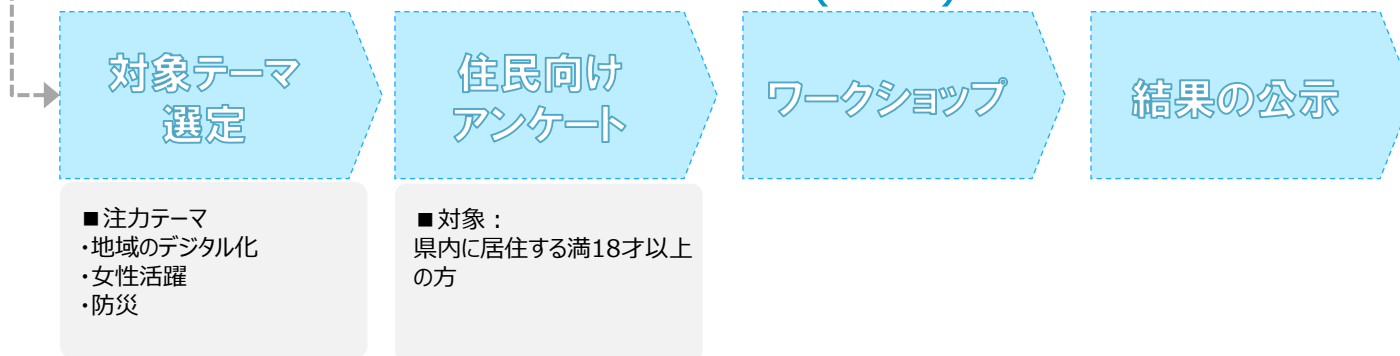 対象テーマ
選定
住民向け
アンケート
ワークショップ
結果の公示
■注力テーマ
・地域のデジタル化
・女性活躍
・防災
■対象：
県内に居住する満18才以上
の方